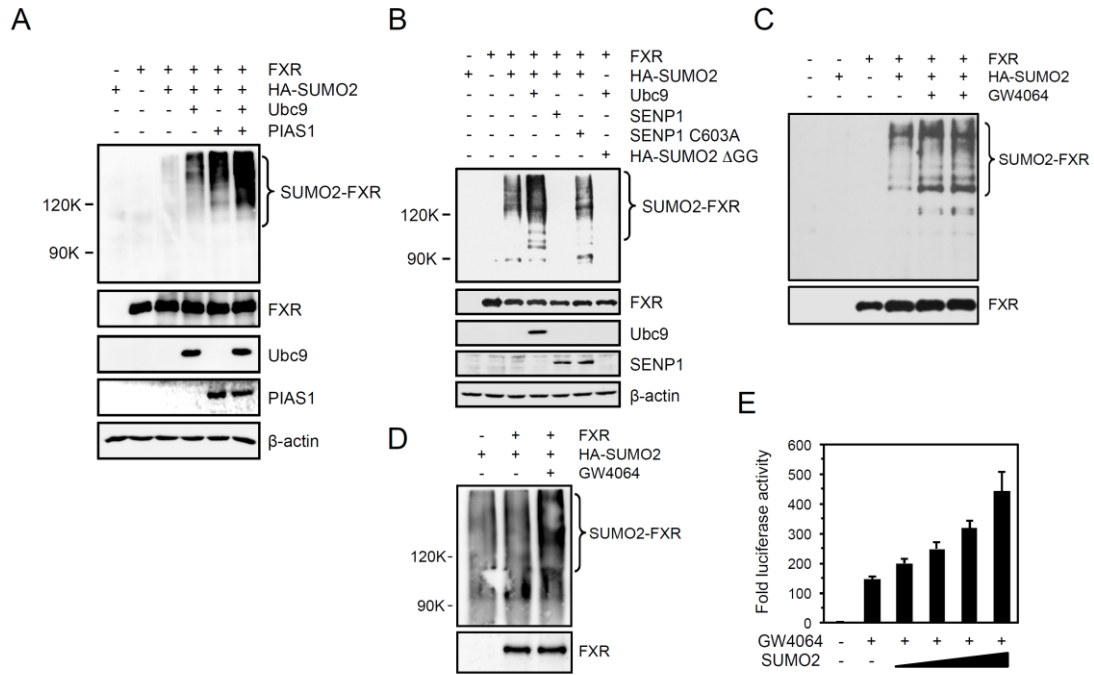 A
- + + + + + FXR
+ - + + + + HA-SUMO2
- - - + - + Ubc9
- - - - + + PIAS1
120K
90K
SUMO2-FXR
FXR
Ubc9
PIAS1
β-actin
B
- + + + + + + FXR
+ - + + + + - HA-SUMO2
- - - + - - + Ubc9
- - - - + - - SENP1
- - - - - + - SENP1 C603A
- - - - - - + HA-SUMO2 ΔGG
120K
90K
SUMO2-FXR
FXR
Ubc9
SENP1
β-actin
C
- - + + + + FXR
- + - + + + HA-SUMO2
- - - - + + GW4064
SUMO2-FXR
FXR
D
- + + FXR
+ + + HA-SUMO2
- - + GW4064
120K
90K
SUMO2-FXR
FXR
E
Fold luciferase activity
600
500
400
300
200
100
0
GW4064 - + + + + +
SUMO2 - -